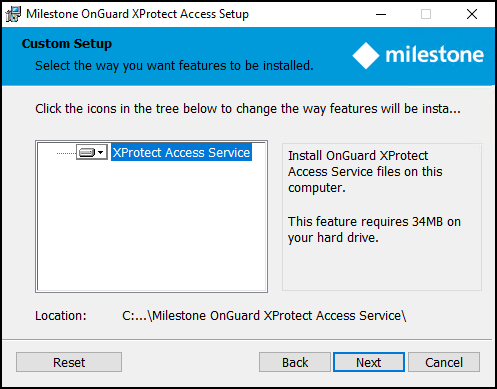 Milestone OnGuard XProtect Access Setup
Custom Setup
Select the way you want features to be installed.
milestone
Click the icons in the tree below to change the way features will be insta...
XProtect Access Service
Install OnGuard XProtect
Access Service files on this
computer.
This feature requires 34MB on
your hard drive.
Location: C:...\Milestone OnGuard XProtect Access Service\
Reset Back Next Cancel